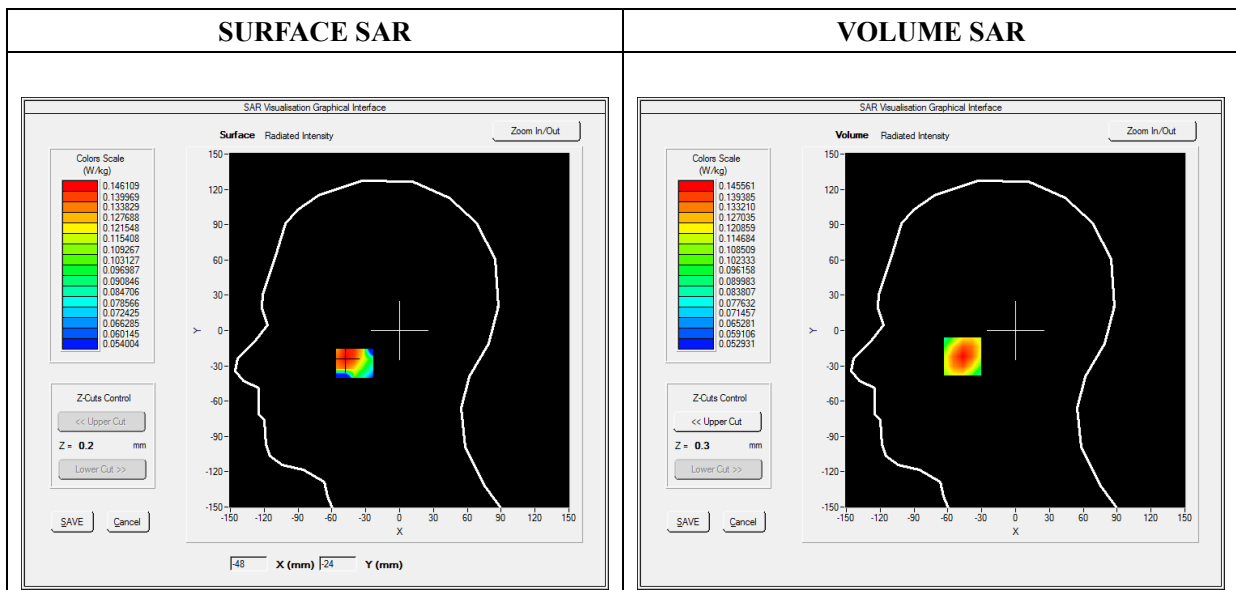 SURFACE SAR
VOLUME SAR
SAR Visualisation Graphical Interface
Surface Radiated Intensity
Zoom In/Out
Colors Scale
(W/kg)
0.146109
0.139969
0.133829
0.127688
0.121548
0.115408
0.109267
0.103127
0.096987
0.090846
0.084706
0.078566
0.072425
0.066285
0.060145
0.054004
Z-Cuts Control
<< Upper Cut
Z = 0.2 mm
Lower Cut >>
SAVE Cancel
150
120
90
60
30
0
-30
-60
-90
-120
-150
Y
-150 -120 -90 -60 -30 0 30 60 90 120 150
X
-48 X (mm) -24 Y (mm)
SAR Visualisation Graphical Interface
Volume Radiated Intensity
Zoom In/Out
Colors Scale
(W/kg)
0.145561
0.139385
0.133210
0.127035
0.120859
0.114684
0.108509
0.102333
0.096158
0.089983
0.083807
0.077632
0.071457
0.065281
0.059106
0.052931
Z-Cuts Control
<< Upper Cut
Z = 0.3 mm
Lower Cut >>
SAVE Cancel
150
120
90
60
30
0
-30
-60
-90
-120
-150
Y
-150 -120 -90 -60 -30 0 30 60 90 120 150
X